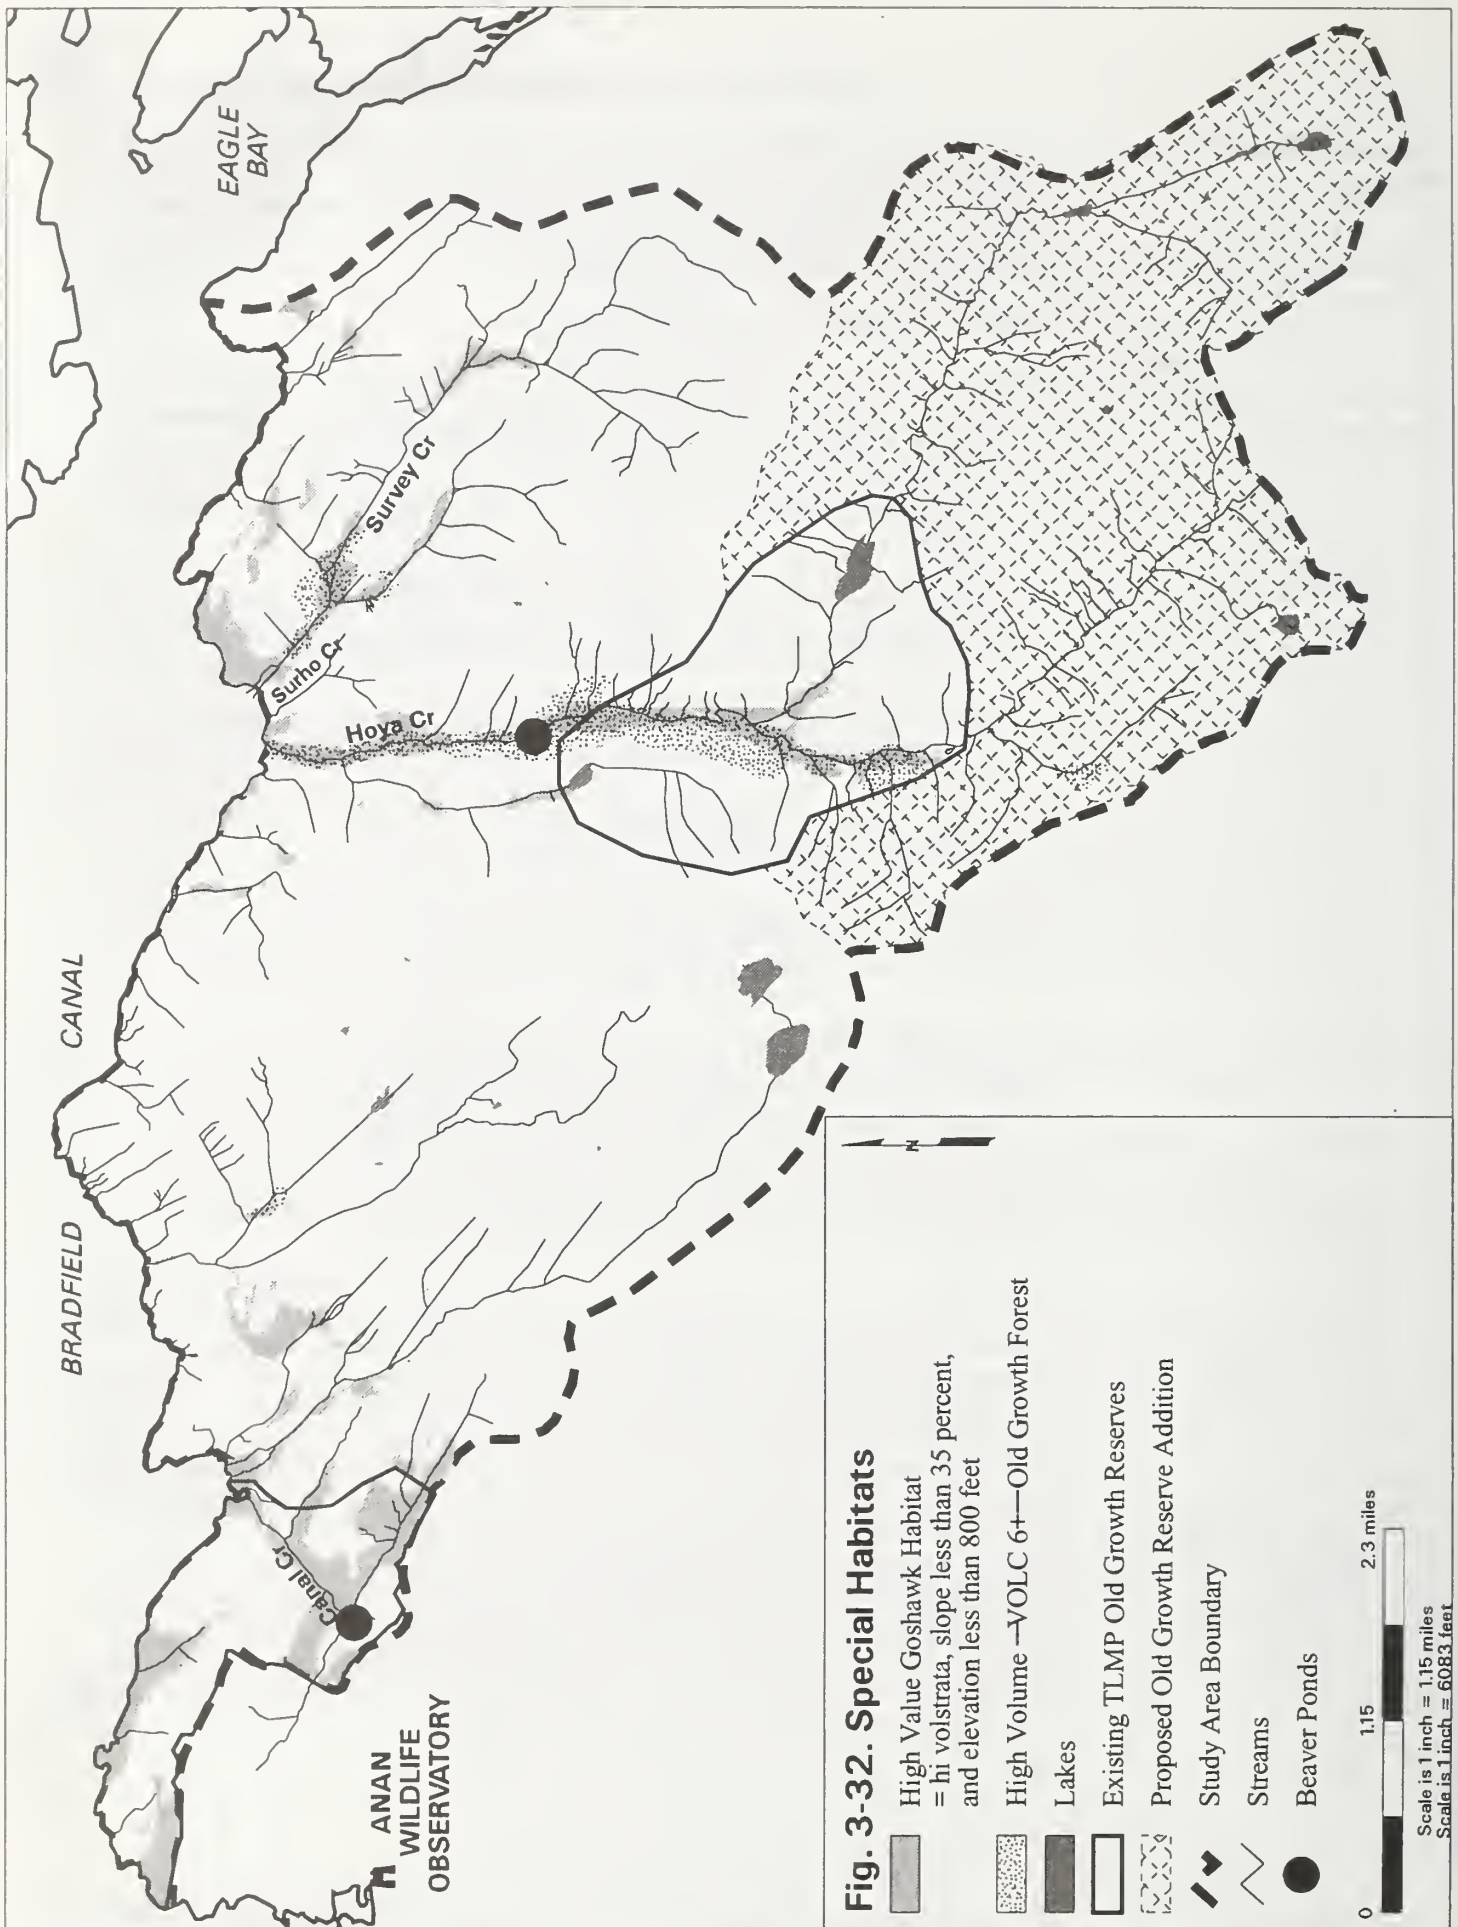 EAGLE
BAY
BRADFIELD CANAL
Survey Cr
Surho Cr
Hoya Cr
Canal Cr
ANAN
WILDLIFE
OBSERVATORY
Fig. 3-32. Special Habitats
High Value Goshawk Habitat
= hi volstrata, slope less than 35 percent,
and elevation less than 800 feet
High Volume —VOLC 6+—Old Growth Forest
Lakes
Existing TLMP Old Growth Reserves
Proposed Old Growth Reserve Addition
Study Area Boundary
Streams
Beaver Ponds
N
0 1.15 2.3 miles
Scale is 1 inch = 1.15 miles
Scale is 1 inch = 6083 feet